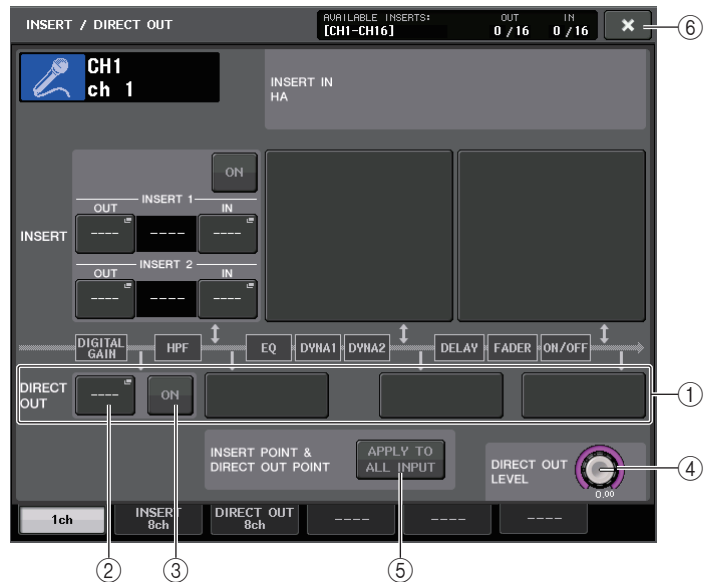 INSERT / DIRECT OUT
AVAILABLE INSERTS:
[CH1-CH16]
OUT
0 /16
IN
0 /16
×
⑥
CH1
ch 1
INSERT IN
HA
ON
INSERT 1
OUT
IN
INSERT
----
----
----
INSERT 2
OUT
IN
----
----
----
DIGITAL
GAIN
HPF
EQ
DYNA1
DYNA2
DELAY
FADER
ON/OFF
DIRECT
OUT
----
ON
①
INSERT POINT &
DIRECT OUT POINT
APPLY TO
ALL INPUT
DIRECT OUT
LEVEL
0.00
④
1ch
INSERT
8ch
DIRECT OUT
8ch
----
----
----
②
③
⑤